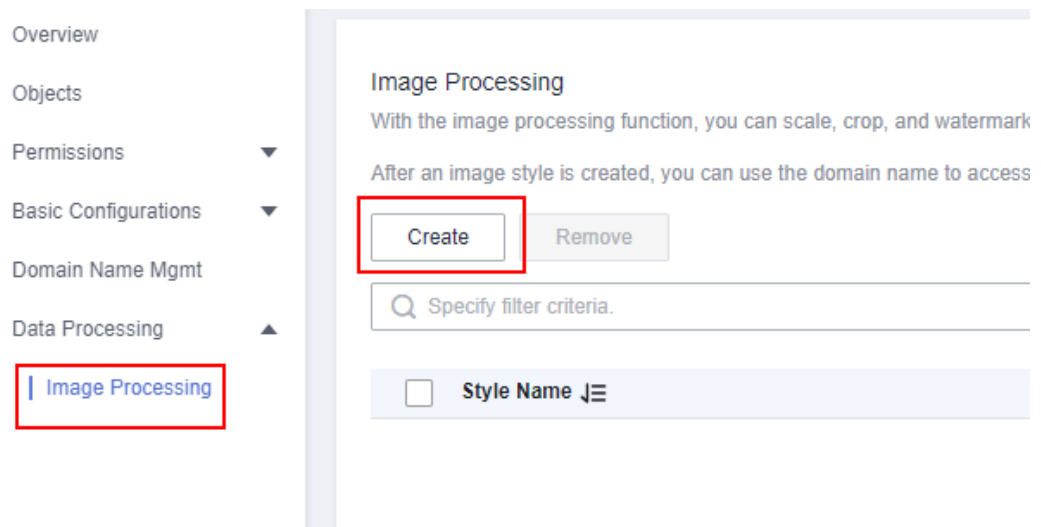 Overview
Objects
Permissions
Basic Configurations
Domain Name Mgmt
Data Processing
Image Processing
Image Processing
With the image processing function, you can scale, crop, and watermark
After an image style is created, you can use the domain name to access
Create Remove
Specify filter criteria.
Style Name